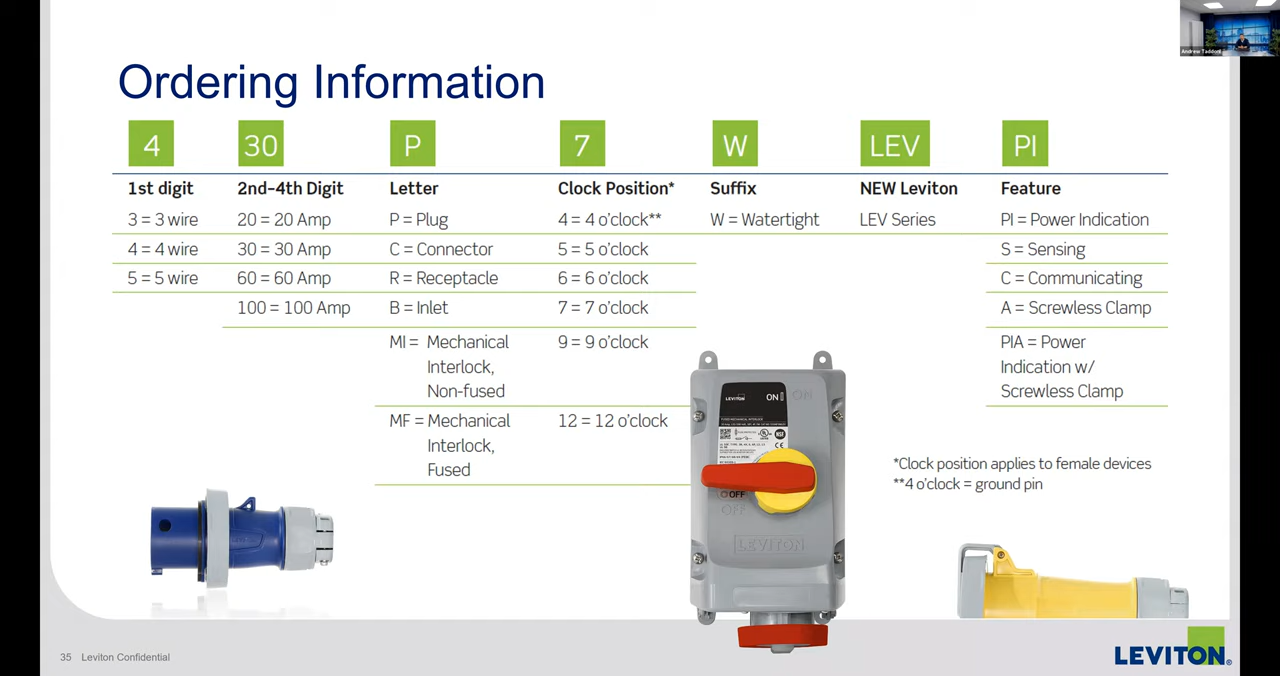 Andrew Taddoni
Ordering Information
4 30 P 7 W LEV PI
1st digit 2nd-4th Digit Letter Clock Position* Suffix NEW Leviton Feature
3 = 3 wire 20 = 20 Amp P = Plug 4 = 4 o'clock** W = Watertight LEV Series PI = Power Indication
4 = 4 wire 30 = 30 Amp C = Connector 5 = 5 o'clock S = Sensing
5 = 5 wire 60 = 60 Amp R = Receptacle 6 = 6 o'clock C = Communicating
100 = 100 Amp B = Inlet 7 = 7 o'clock A = Screwless Clamp
MI = Mechanical 9 = 9 o'clock PIA = Power
Interlock, Indication w/
Non-fused Screwless Clamp
MF = Mechanical 12 = 12 o'clock
Interlock,
Fused
LEVITON ON ON
OFF
OFF
LEVITON
*Clock position applies to female devices
**4 o'clock = ground pin
35 Leviton Confidential
LEVITON®